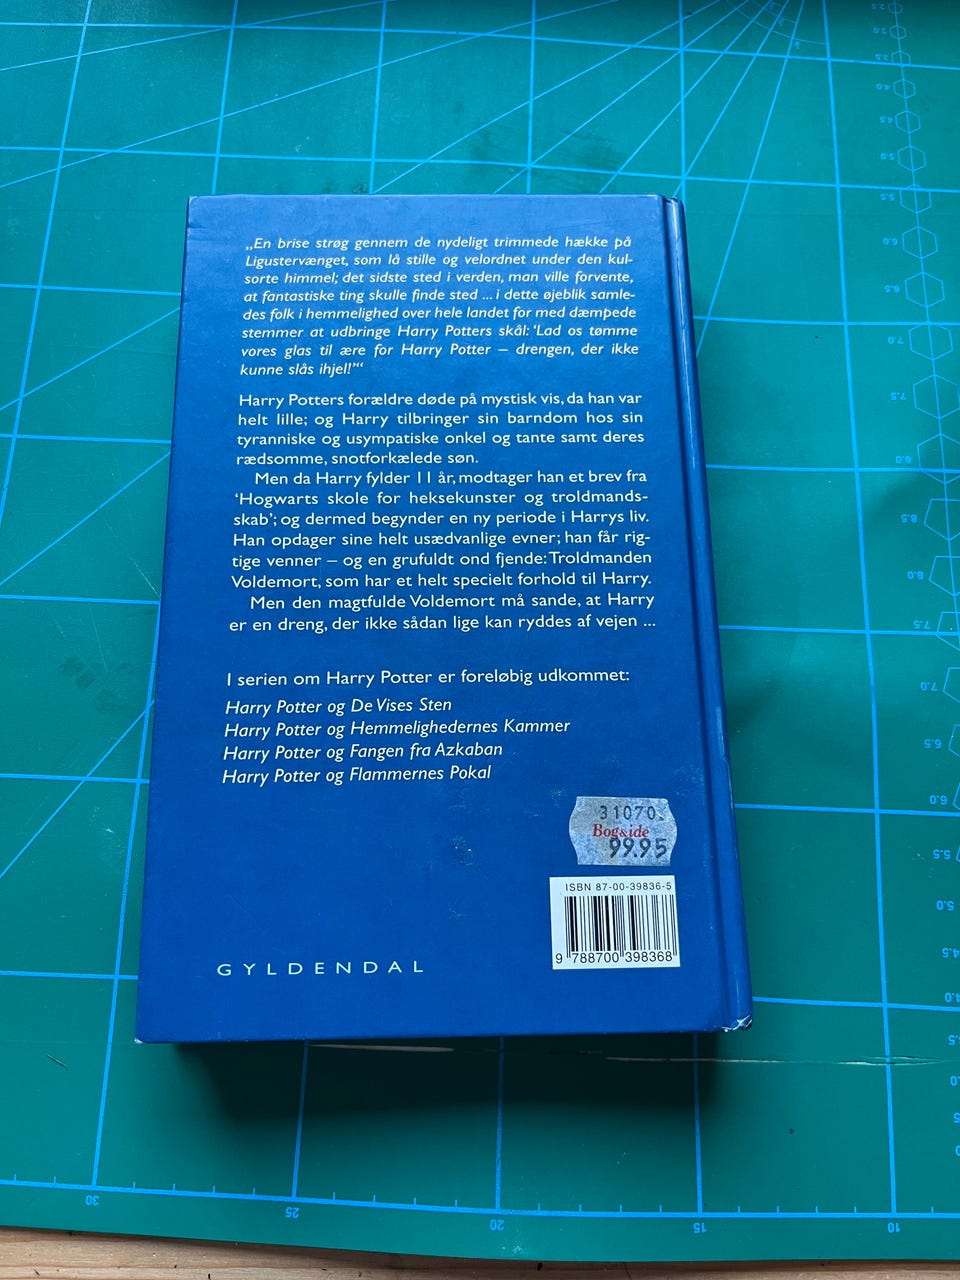 „En brise strøg gennem de nydeligt trimmede hække på
Ligustervænget, som lå stille og velordnet under den kul-
sorte himmel; det sidste sted i verden, man ville forvente,
at fantastiske ting skulle finde sted ... i dette øjeblik samle-
des folk i hemmelighed over hele landet for med dæmpede
stemmer at udbringe Harry Potters skål: ‘Lad os tømme
vores glas til ære for Harry Potter – drengen, der ikke
kunne slås ihjel!’“
Harry Potters forældre døde på mystisk vis, da han var
helt lille; og Harry tilbringer sin barndom hos sin
tyranniske og usympatiske onkel og tante samt deres
rædsomme, snotforkælede søn.
Men da Harry fylder 11 år, modtager han et brev fra
‘Hogwarts skole for heksekunster og troldmands-
skab’; og dermed begynder en ny periode i Harrys liv.
Han opdager sine helt usædvanlige evner; han får rig-
tige venner – og en grufuldt ond fjende: Troldmanden
Voldemort, som har et helt specielt forhold til Harry.
Men den magtfulde Voldemort må sande, at Harry
er en dreng, der ikke sådan lige kan ryddes af vejen ...
I serien om Harry Potter er foreløbig udkommet:
Harry Potter og De Vises Sten
Harry Potter og Hemmelighedernes Kammer
Harry Potter og Fangen fra Azkaban
Harry Potter og Flammernes Pokal
31070
Bog&ide
99.95
ISBN 87-00-39836-5
9 788700 398368
GYLDENDAL
30
25
20
15
10